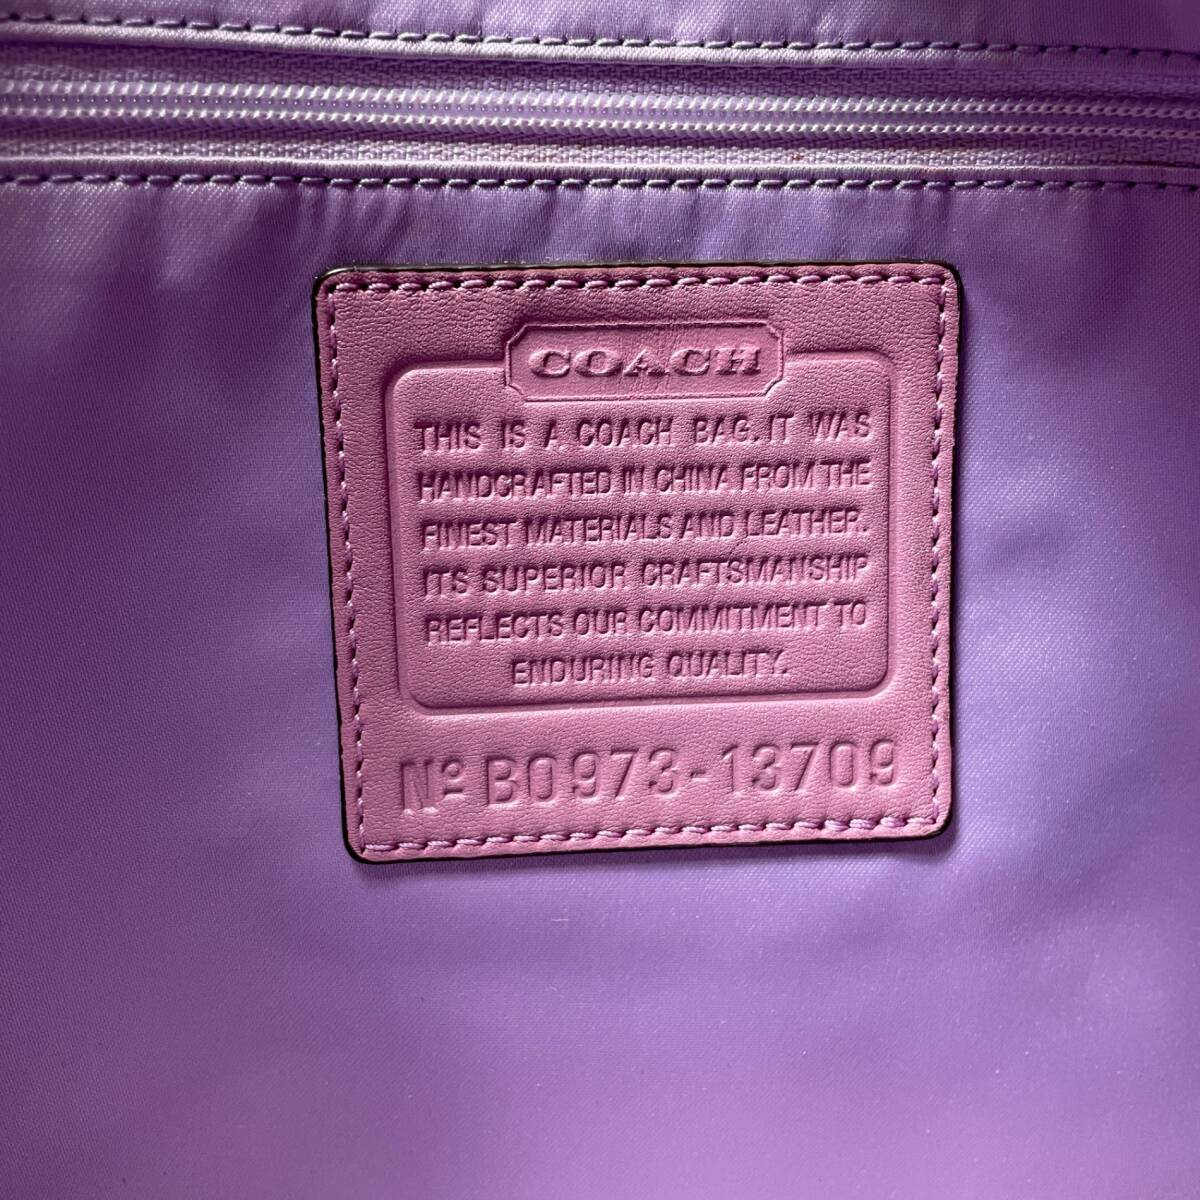 COACH
THIS IS A COACH BAG. IT WAS
HANDCRAFTED IN CHINA FROM THE
FINEST MATERIALS AND LEATHER.
ITS SUPERIOR CRAFTSMANSHIP
REFLECTS OUR COMMITMENT TO
ENDURING QUALITY.
Nº B0973-13709